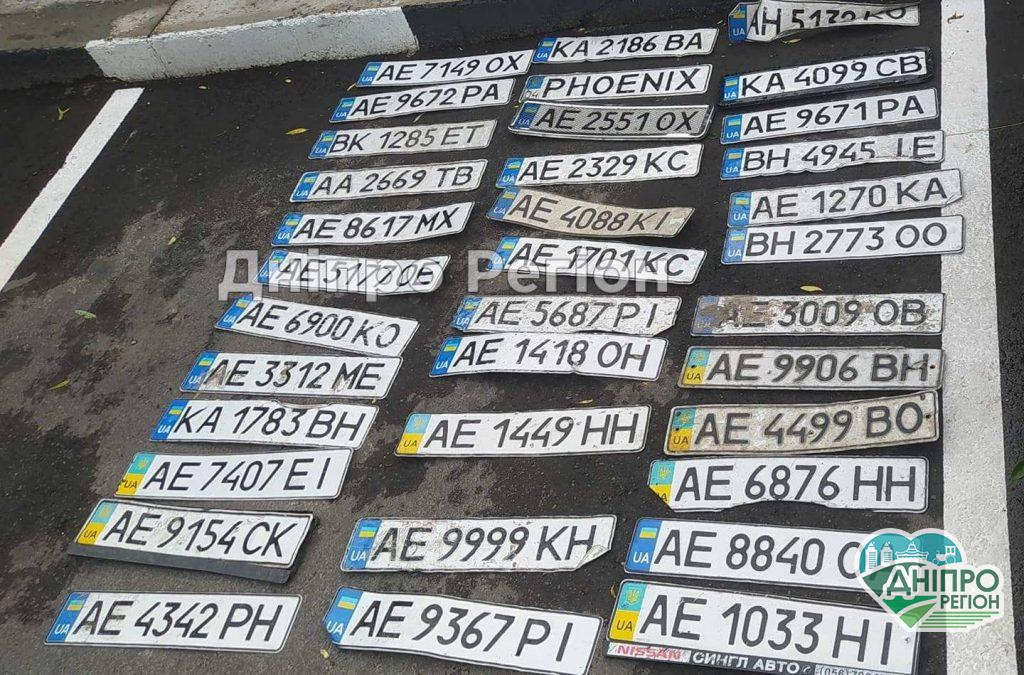 AE 7149 OX
AE 9672 PA
BK 1285 ET
AA 2669 TB
AE 8617 MX
AE 5177 OE
AE 6900 KO
AE 3312 ME
KA 1783 BH
AE 7407 EI
AE 9154 CK
AE 4342 PH
KA 2186 BA
PHOENIX
AE 2551 OX
AE 2329 KC
AE 4088 KI
AE 1701 KC
AE 5687 PI
AE 1418 OH
AE 1449 HH
AE 9999 KH
AE 9367 PI
AH
KA 4099 CB
AE 9671 PA
BH 4945 IE
AE 1270 KA
BH 2773 OO
AE 3009 OB
AE 9906 BH
AE 4499 BO
AE 6876 HH
AE 8840
AE 1033 HI
NISSAN СИНГЛ АВТО
Дніпро Регіон
ДНІПРО
РЕГІОН